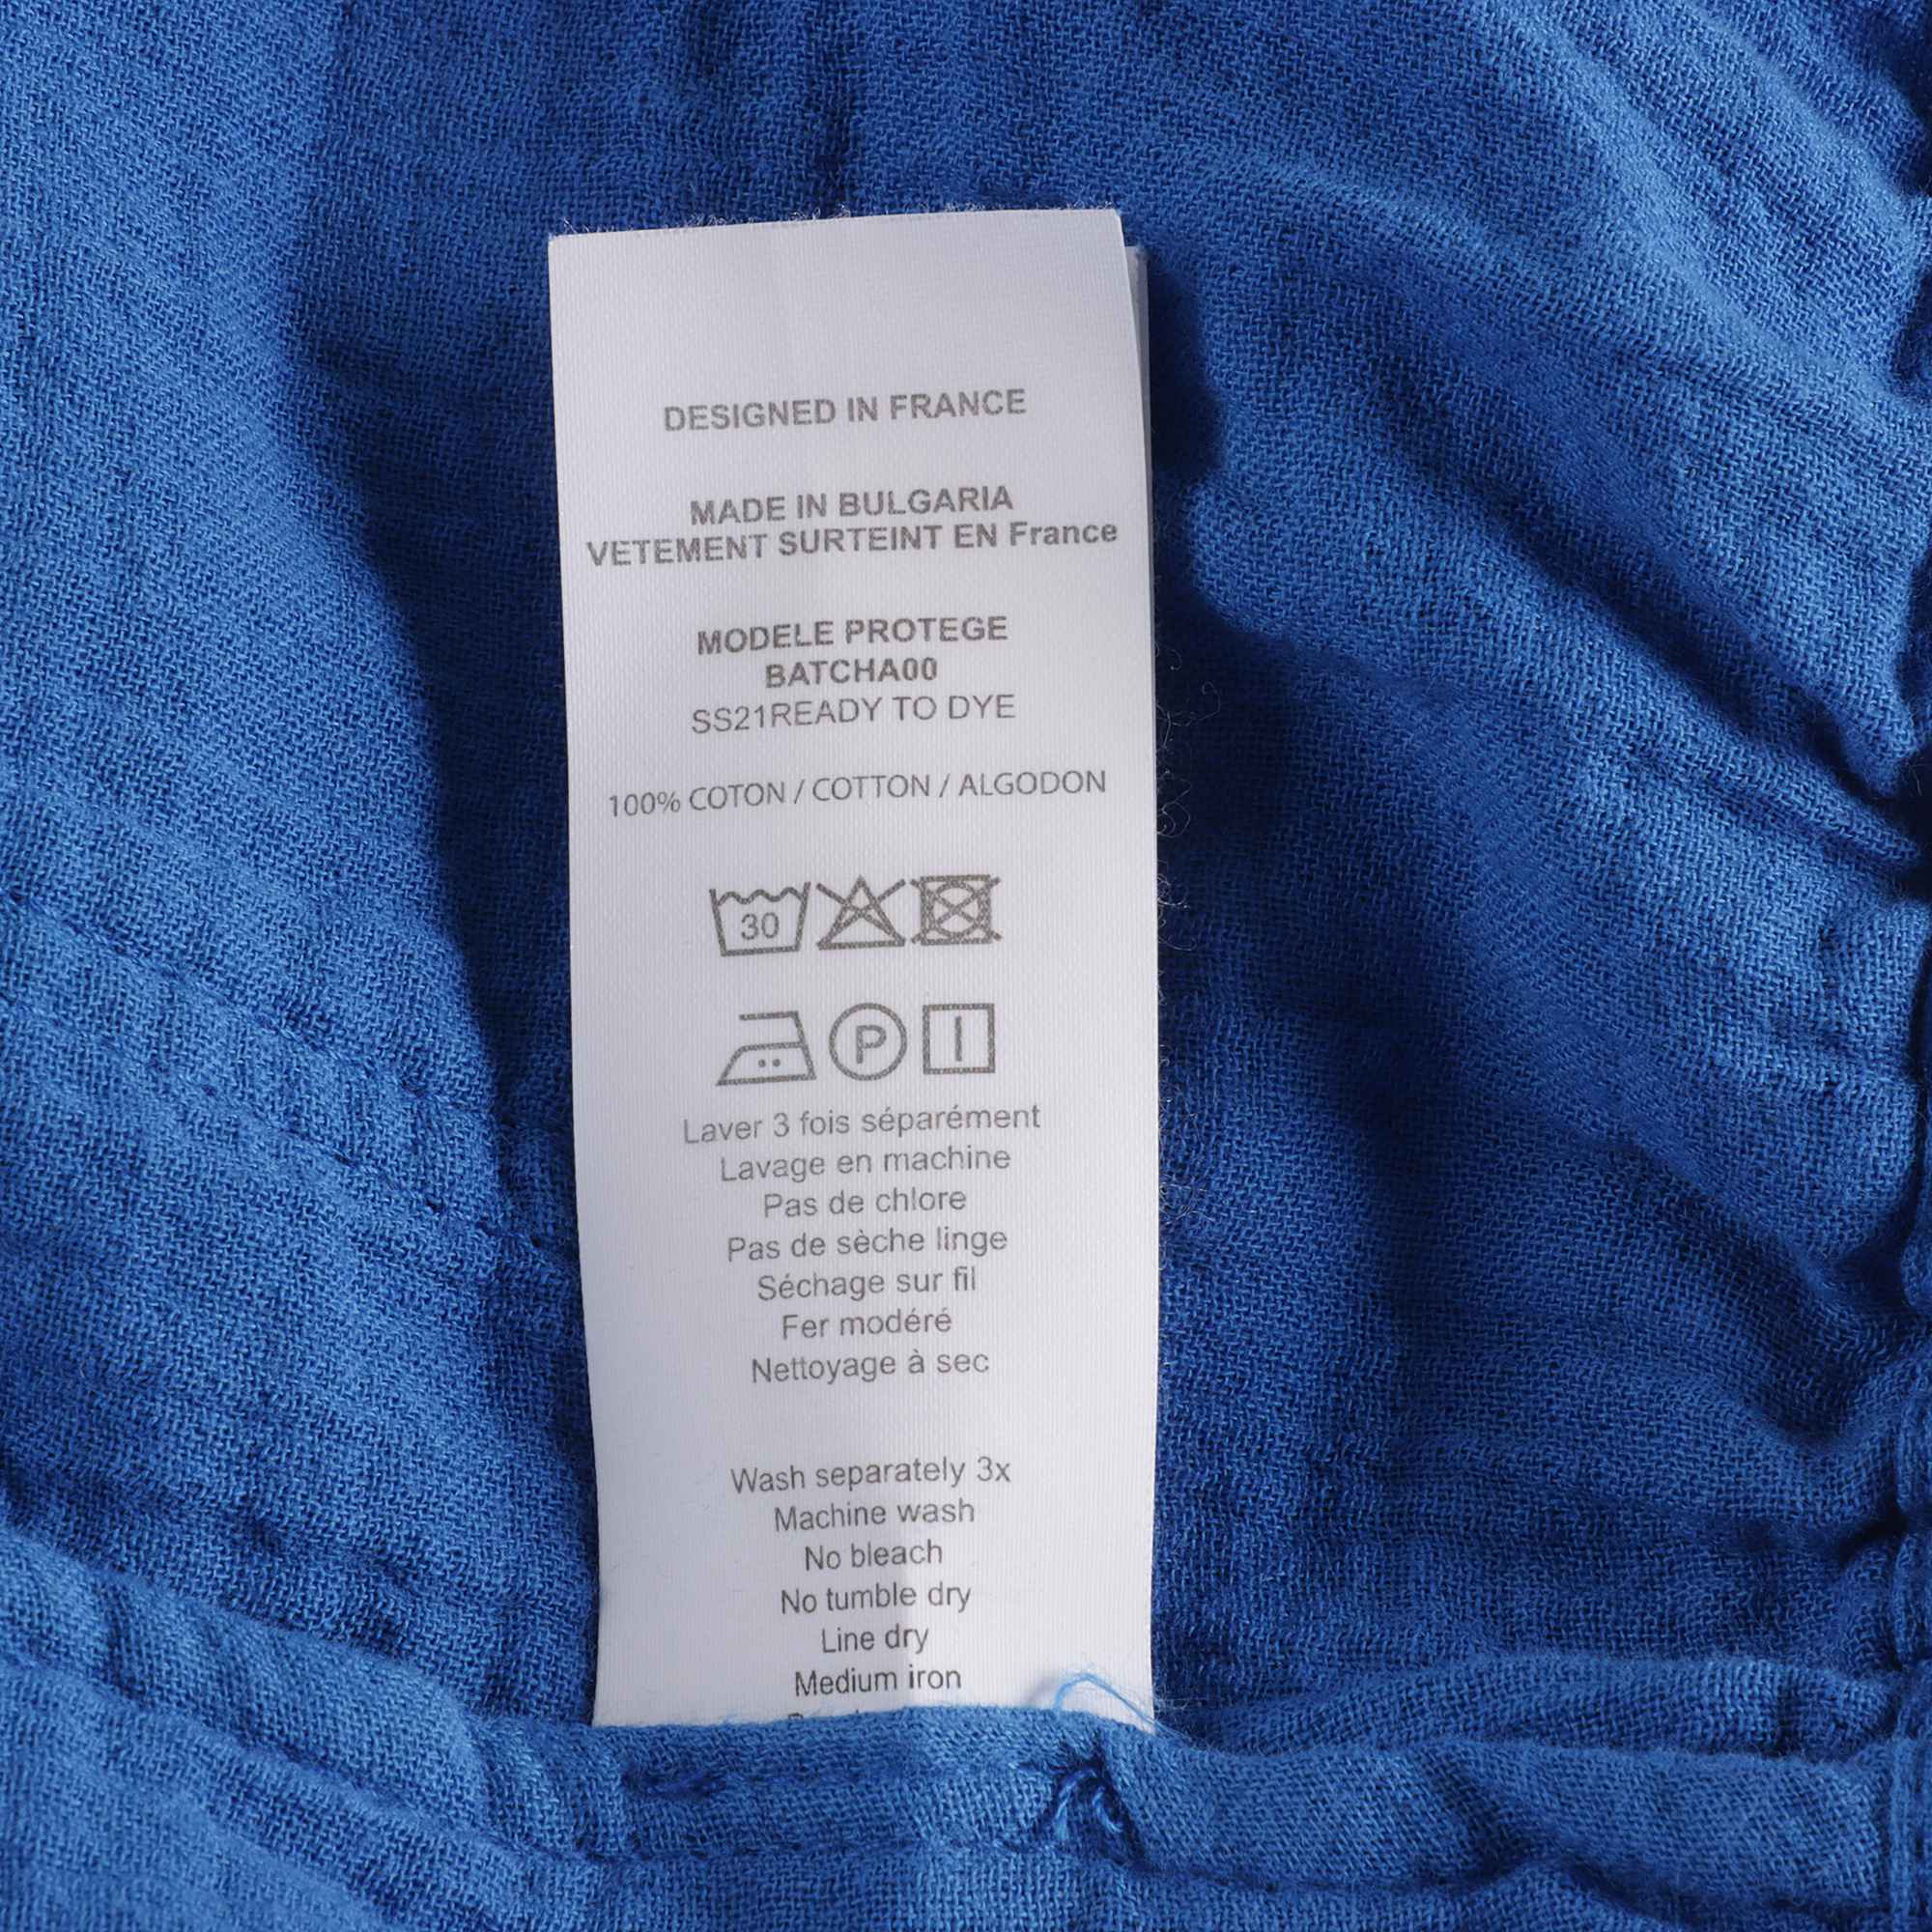 DESIGNED IN FRANCE
MADE IN BULGARIA
VETEMENT SURTEINT EN France
MODELE PROTEGE
BATCHA00
SS21READY TO DYE
100% COTON / COTTON / ALGODON
30
P
Laver 3 fois séparément
Lavage en machine
Pas de chlore
Pas de sèche linge
Séchage sur fil
Fer modéré
Nettoyage à sec
Wash separately 3x
Machine wash
No bleach
No tumble dry
Line dry
Medium iron